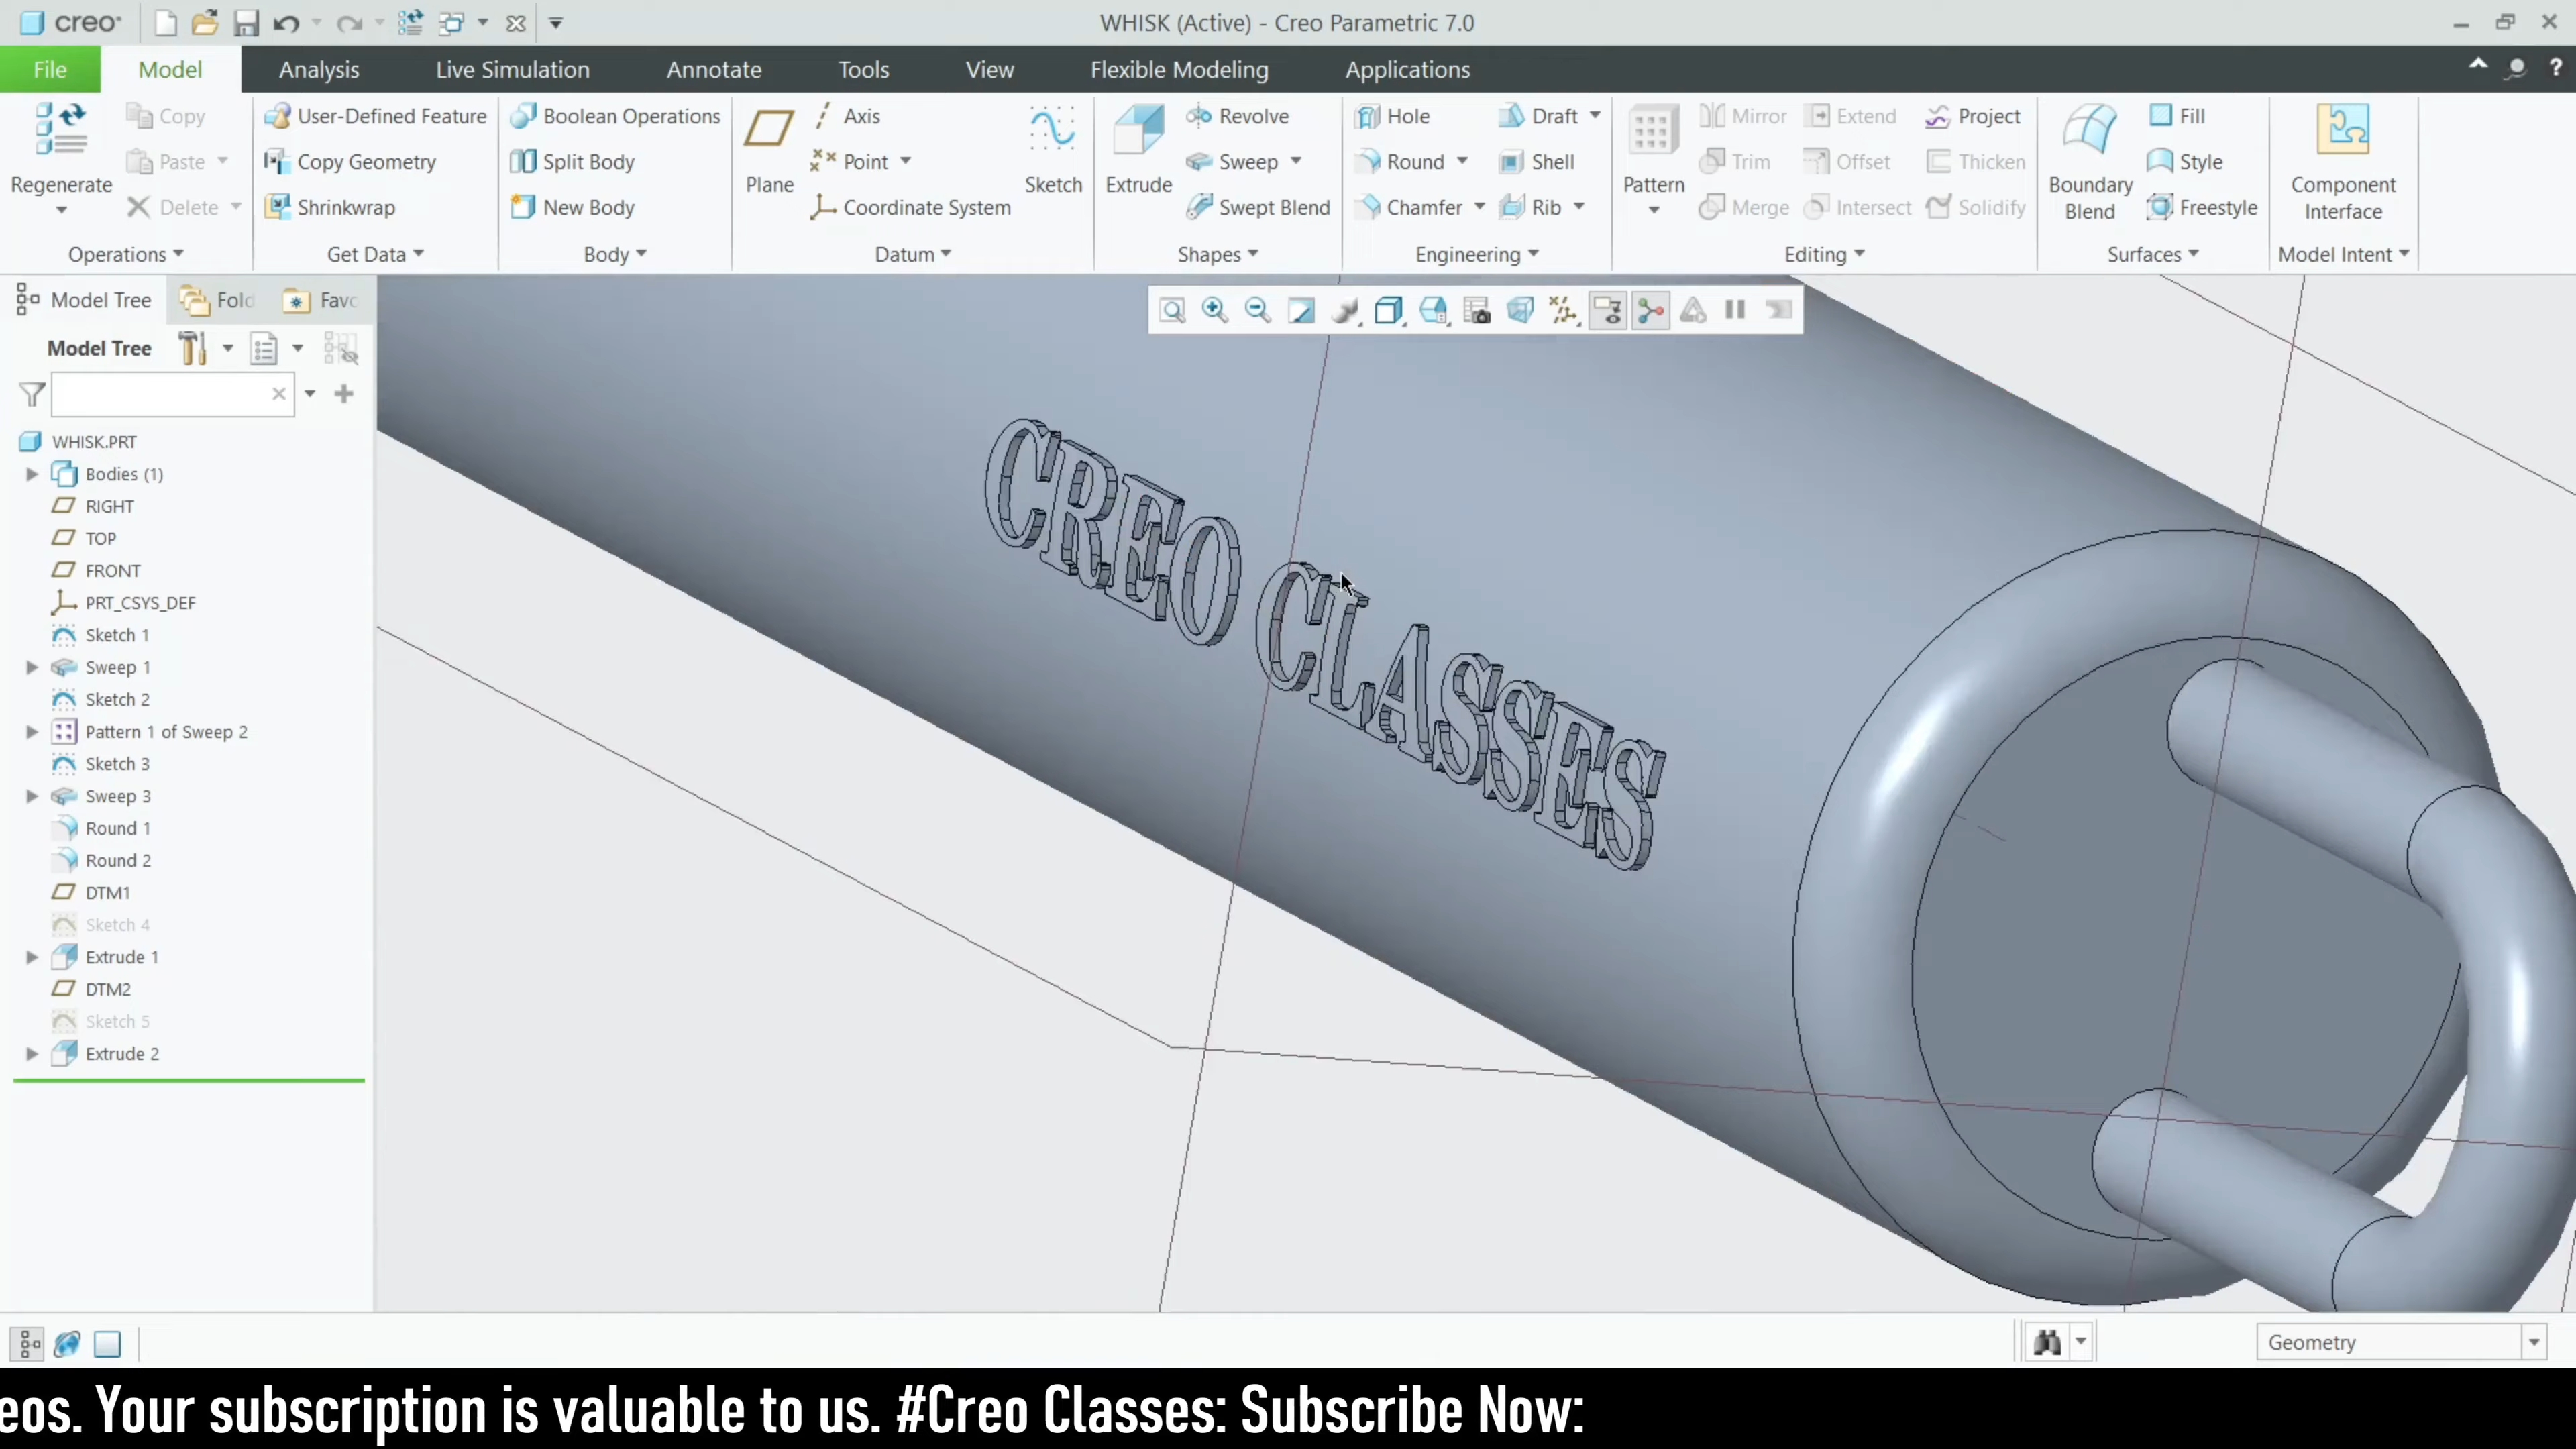 creo
WHISK (Active) - Creo Parametric 7.0
File Model Analysis Live Simulation Annotate Tools View Flexible Modeling Applications
Regenerate
Copy
Paste
Delete
Operations
User-Defined Feature
Copy Geometry
Shrinkwrap
Get Data
Boolean Operations
Split Body
New Body
Body
Plane
Axis
Point
Coordinate System
Sketch
Datum
Extrude
Revolve
Sweep
Swept Blend
Shapes
Hole
Round
Chamfer
Draft
Shell
Rib
Engineering
Pattern
Mirror
Trim
Merge
Extend
Offset
Intersect
Project
Thicken
Solidify
Editing
Boundary
Blend
Fill
Style
Freestyle
Surfaces
Component
Interface
Model Intent
Model Tree Fold Favo
Model Tree
WHISK.PRT
Bodies (1)
RIGHT
TOP
FRONT
PRT_CSYS_DEF
Sketch 1
Sweep 1
Sketch 2
Pattern 1 of Sweep 2
Sketch 3
Sweep 3
Round 1
Round 2
DTM1
Sketch 4
Extrude 1
DTM2
Sketch 5
Extrude 2
CREO CLASSES
Geometry
eos. Your subscription is valuable to us. #Creo Classes: Subscribe Now: